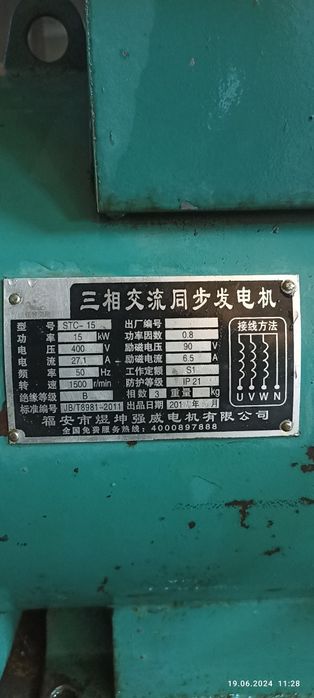 三相交流同步发电机
型 号 STC-15 出厂编号
功 率 15 kW 功率因数 0.8
电 压 400 V 励磁电压 90 V
电 流 27.1 A 励磁电流 6.5 A
频 率 50 Hz 工作定额 S1
转 速 1500 r/min 防护等级 IP 21
绝缘等级 B 相数 3 重量 kg
标准编号 JB/T8981-2011 出品日期 201 年 月
接线方法
U V W N
福安市煜坤强威电机有限公司
全国免费服务热线：4000897888
19.06.2024 11:28